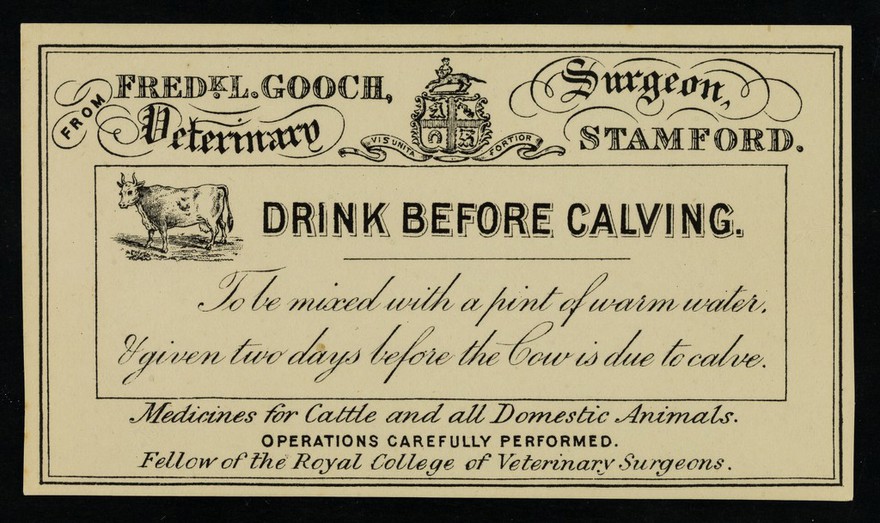 FROM FREDK. L. GOOCH,
Veterinary Surgeon,
STAMFORD.
VIS UNITA FORTIOR
DRINK BEFORE CALVING.
To be mixed with a pint of warm water,
& given two days before the Cow is due to calve.
Medicines for Cattle and all Domestic Animals.
OPERATIONS CAREFULLY PERFORMED.
Fellow of the Royal College of Veterinary Surgeons.